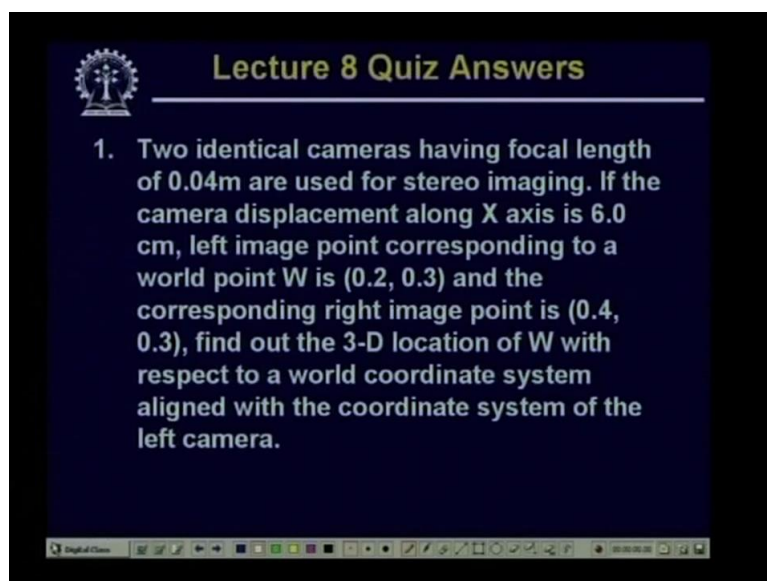 Lecture 8 Quiz Answers
1. Two identical cameras having focal length
of 0.04m are used for stereo imaging. If the
camera displacement along X axis is 6.0
cm, left image point corresponding to a
world point W is (0.2, 0.3) and the
corresponding right image point is (0.4,
0.3), find out the 3-D location of W with
respect to a world coordinate system
aligned with the coordinate system of the
left camera.
Digital Class